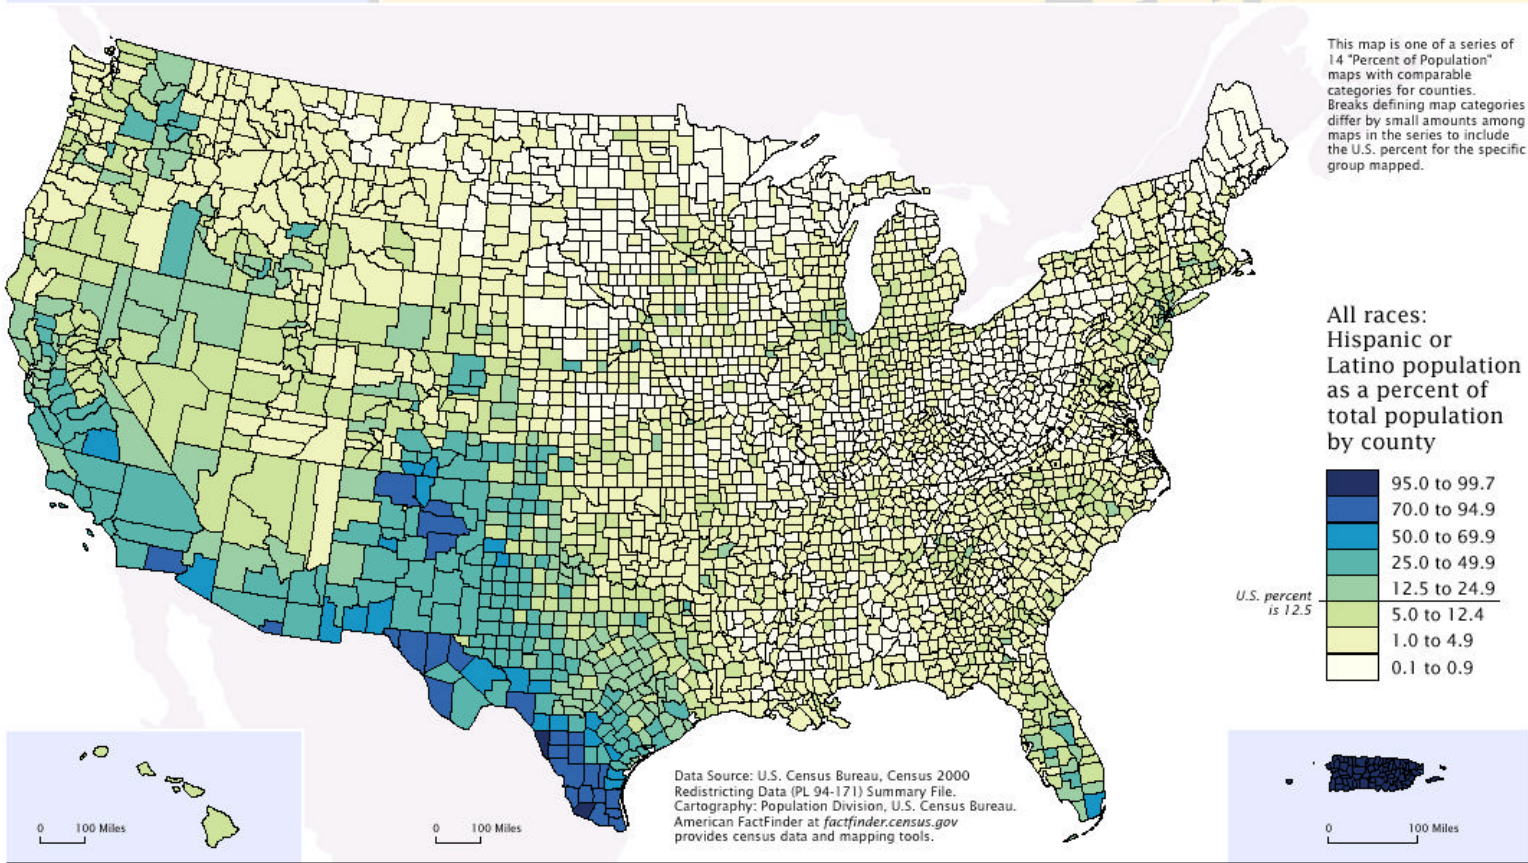 This map is one of a series of
14 "Percent of Population"
maps with comparable
categories for counties.
Breaks defining map categories
differ by small amounts among
maps in the series to include
the U.S. percent for the specific
group mapped.
All races:
Hispanic or
Latino population
as a percent of
total population
by county
95.0 to 99.7
70.0 to 94.9
50.0 to 69.9
25.0 to 49.9
12.5 to 24.9
U.S. percent
is 12.5
5.0 to 12.4
1.0 to 4.9
0.1 to 0.9
Data Source: U.S. Census Bureau, Census 2000
Redistricting Data (PL 94-171) Summary File.
Cartography: Population Division, U.S. Census Bureau.
American FactFinder at factfinder.census.gov
provides census data and mapping tools.
0 100 Miles
0 100 Miles
0 100 Miles